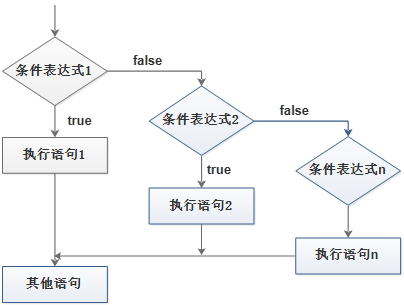 条件表达式1
false
true
执行语句1
条件表达式2
false
true
执行语句2
条件表达式n
执行语句n
其他语句